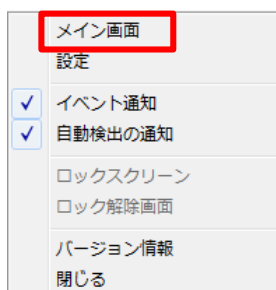 メイン画面
設定
イベント通知
自動検出の通知
ロックスクリーン
ロック解除画面
バージョン情報
閉じる